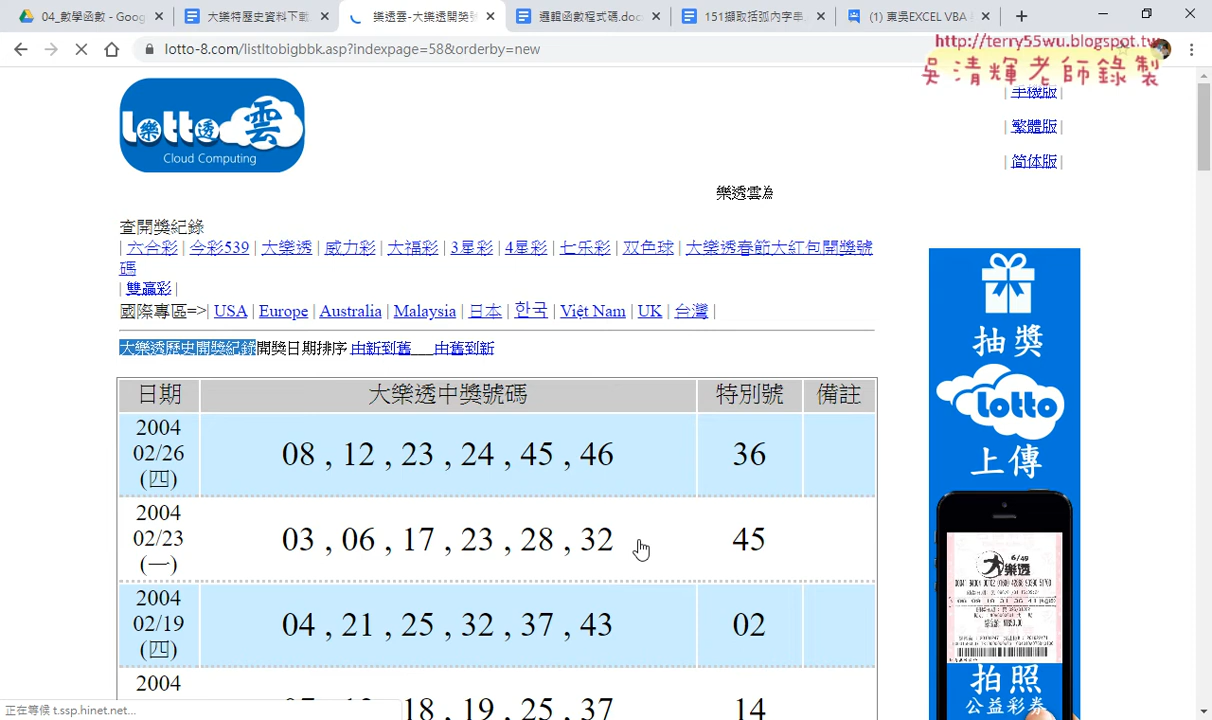 04_數學函數 - Goog
大樂特歷史資料下載
樂透雲-大樂透開獎號
邏輯函數程式碼.doc
151擷取括弧內字串.
(1) 東吳EXCEL VBA
lotto-8.com/listltobigbbk.asp?indexpage=58&orderby=new
http://terry55wu.blogspot.tw
吳清輝老師錄製
| 手機版|
| 繁體版|
| 简体版|
Lotto樂透雲
Cloud Computing
樂透雲為
查開獎紀錄
| 六合彩 | 今彩539 | 大樂透 | 威力彩 | 大福彩 | 3星彩 | 4星彩 | 七乐彩 | 双色球 | 大樂透春節大紅包開獎號
碼
| 雙贏彩 |
國際專區=>| USA | Europe | Australia | Malaysia | 日本 | 한국 | Việt Nam | UK | 台灣 |
大樂透歷史開獎紀錄開獎日期排序 由新到舊___由舊到新
日期 大樂透中獎號碼 特別號 備註
2004
02/26
(四)
08 , 12 , 23 , 24 , 45 , 46 36
2004
02/23
(一)
03 , 06 , 17 , 23 , 28 , 32 45
2004
02/19
(四)
04 , 21 , 25 , 32 , 37 , 43 02
2004
18 , 19 , 25 , 37 14
抽獎
lotto
上傳
6/49
大樂透
拍照
公益彩券
正在等候 t.ssp.hinet.net...